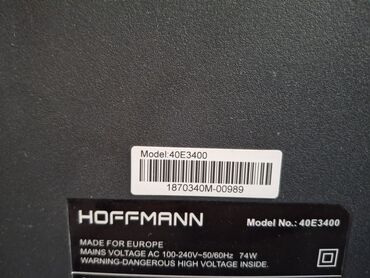 Model:40E3400
1870340M-00989
HOFFMANN
Model No.: 40E3400
MADE FOR EUROPE
MAINS VOLTAGE AC 100-240V~50/60Hz 74W
WARNING-DANGEROUS HIGH VOLTAGE INSIDE.